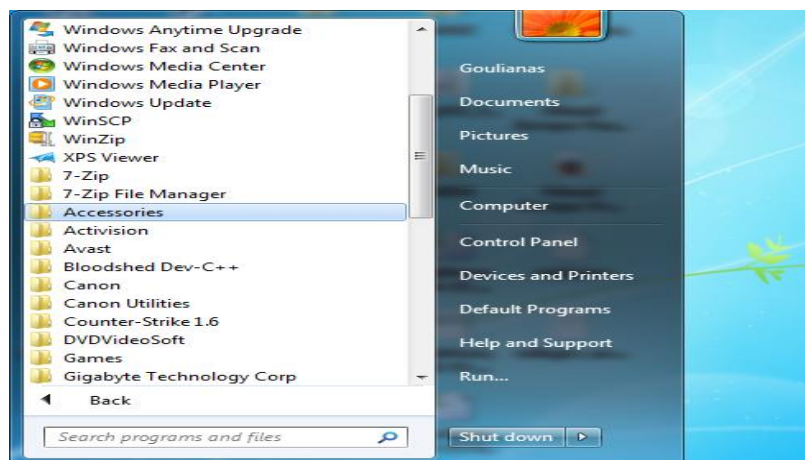 Windows Anytime Upgrade
Windows Fax and Scan
Windows Media Center
Windows Media Player
Windows Update
WinSCP
WinZip
XPS Viewer
7-Zip
7-Zip File Manager
Accessories
Activision
Avast
Bloodshed Dev-C++
Canon
Canon Utilities
Counter-Strike 1.6
DVDVideoSoft
Games
Gigabyte Technology Corp
Back
Search programs and files
Goulianas
Documents
Pictures
Music
Computer
Control Panel
Devices and Printers
Default Programs
Help and Support
Run...
Shut down